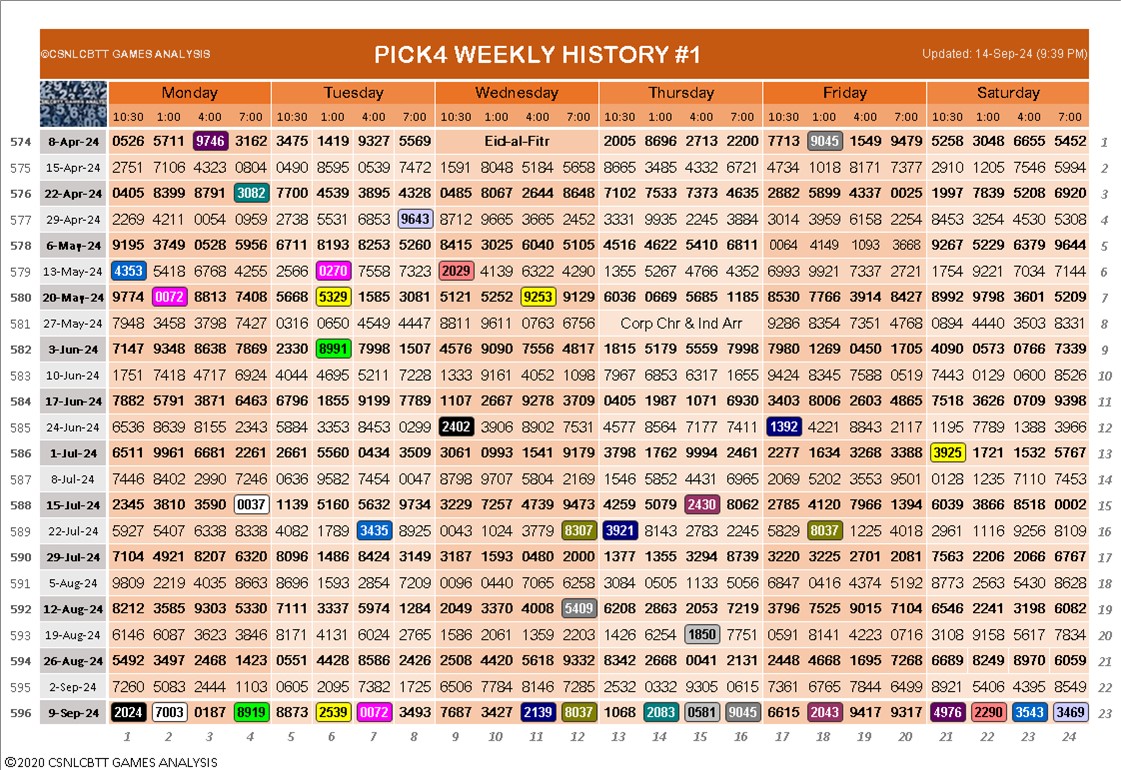 ©CSNLCBTT GAMES ANALYSIS PICK4 WEEKLY HISTORY #1 Updated: 14-Sep-24 (9:39 PM)
Monday Tuesday Wednesday Thursday Friday Saturday
10:30 1:00 4:00 7:00 10:30 1:00 4:00 7:00 10:30 1:00 4:00 7:00 10:30 1:00 4:00 7:00 10:30 1:00 4:00 7:00 10:30 1:00 4:00 7:00
574 8-Apr-24 0526 5711 9746 3162 3475 1419 9327 5569 Eid-al-Fitr 2005 8696 2713 2200 7713 9045 1549 9479 5258 3048 6655 5452 1
575 15-Apr-24 2751 7106 4323 0804 0490 8595 0539 7472 1591 8048 5184 5658 8665 3485 4332 6721 4734 1018 8171 7377 2910 1205 7546 5994 2
576 22-Apr-24 0405 8399 8791 3082 7700 4539 3895 4328 0485 8067 2644 8648 7102 7533 7373 4635 2882 5899 4337 0025 1997 7839 5208 6920 3
577 29-Apr-24 2269 4211 0054 0959 2738 5531 6853 9643 8712 9665 3665 2452 3331 9935 2245 3884 3014 3959 6158 2254 8453 3254 4530 5308 4
578 6-May-24 9195 3749 0528 5956 6711 8193 8253 5260 8415 3025 6040 5105 4516 4622 5410 6811 0064 4149 1093 3668 9267 5229 6379 9644 5
579 13-May-24 4353 5418 6768 4255 2566 0270 7558 7323 2029 4139 6322 4290 1355 5267 4766 4352 6993 9921 7337 2721 1754 9221 7034 7144 6
580 20-May-24 9774 0072 8813 7408 5668 5329 1585 3081 5121 5252 9253 9129 6036 0669 5685 1185 8530 7766 3914 8427 8992 9798 3601 5209 7
581 27-May-24 7948 3458 3798 7427 0316 0650 4549 4447 8811 9611 0763 6756 Corp Chr & Ind Arr 9286 8354 7351 4768 0894 4440 3503 8331 8
582 3-Jun-24 7147 9348 8638 7869 2330 8991 7998 1507 4576 9090 7556 4817 1815 5179 5559 7998 7980 1269 0450 1705 4090 0573 0766 7339 9
583 10-Jun-24 1751 7418 4717 6924 4044 4695 5211 7228 1333 9161 4052 1098 7967 6853 6317 1655 9424 8345 7588 0519 7443 0129 0600 8526 10
584 17-Jun-24 7882 5791 3871 6463 6796 1855 9199 7789 1107 2667 9278 3709 0405 1987 1071 6930 3403 8006 2603 4865 7518 3626 0709 9398 11
585 24-Jun-24 6536 8639 8155 2343 5884 3353 8453 0299 2402 3906 8902 7531 4577 8564 7177 7411 1392 4221 8843 2117 1195 7789 1388 3966 12
586 1-Jul-24 6511 9961 6681 2261 2661 5560 0434 3509 3061 0993 1541 9179 3798 1762 9994 2461 2277 1634 3268 3388 3925 1721 1532 5767 13
587 8-Jul-24 7446 8402 2990 7246 0636 9582 7454 0047 8798 9707 5804 2169 1546 5852 4431 6965 2069 5202 3553 9501 0128 1235 7110 7453 14
588 15-Jul-24 2345 3810 3590 0037 1139 5160 5632 9734 3229 7257 4739 9473 4259 5079 2430 8062 2785 4120 7966 1394 6039 3866 8518 0002 15
589 22-Jul-24 5927 5407 6338 8338 4082 1789 3435 8925 0043 1024 3779 8307 3921 8143 2783 2245 5829 8037 1225 4018 2961 1116 9256 8109 16
590 29-Jul-24 7104 4921 8207 6320 8096 1486 8424 3149 3187 1593 0480 2000 1377 1355 3294 8739 3220 3225 2701 2081 7563 2206 2066 6767 17
591 5-Aug-24 9809 2219 4035 8663 8696 1593 2854 7209 0096 0440 7065 6258 3084 0505 1133 5056 6847 0416 4374 5192 8773 2563 5430 8628 18
592 12-Aug-24 8212 3585 9303 5330 7111 3337 5974 1284 2049 3370 4008 5409 6208 2863 2053 7219 3796 7525 9015 7104 6546 2241 3198 6082 19
593 19-Aug-24 6146 6087 3623 3846 8171 4131 6024 2765 1586 2061 1359 2203 1426 6254 1850 7751 0591 8141 4223 0716 3108 9158 5617 7834 20
594 26-Aug-24 5492 3497 2468 1423 0551 4428 8586 2426 2508 4420 5618 9332 8342 2668 0041 2131 2448 4668 1695 7268 6689 8249 8970 6059 21
595 2-Sep-24 7260 5083 2444 1103 0605 2095 7382 1725 6506 7784 8146 7285 2532 0332 9305 0615 7361 6765 7844 6499 8921 5406 4395 8549 22
596 9-Sep-24 2024 7003 0187 8919 8873 2539 0072 3493 7687 3427 2139 8037 1068 2083 0581 9045 6615 2043 9417 9317 4976 2290 3543 3469 23
1 2 3 4 5 6 7 8 9 10 11 12 13 14 15 16 17 18 19 20 21 22 23 24
©2020 CSNLCBTT GAMES ANALYSIS